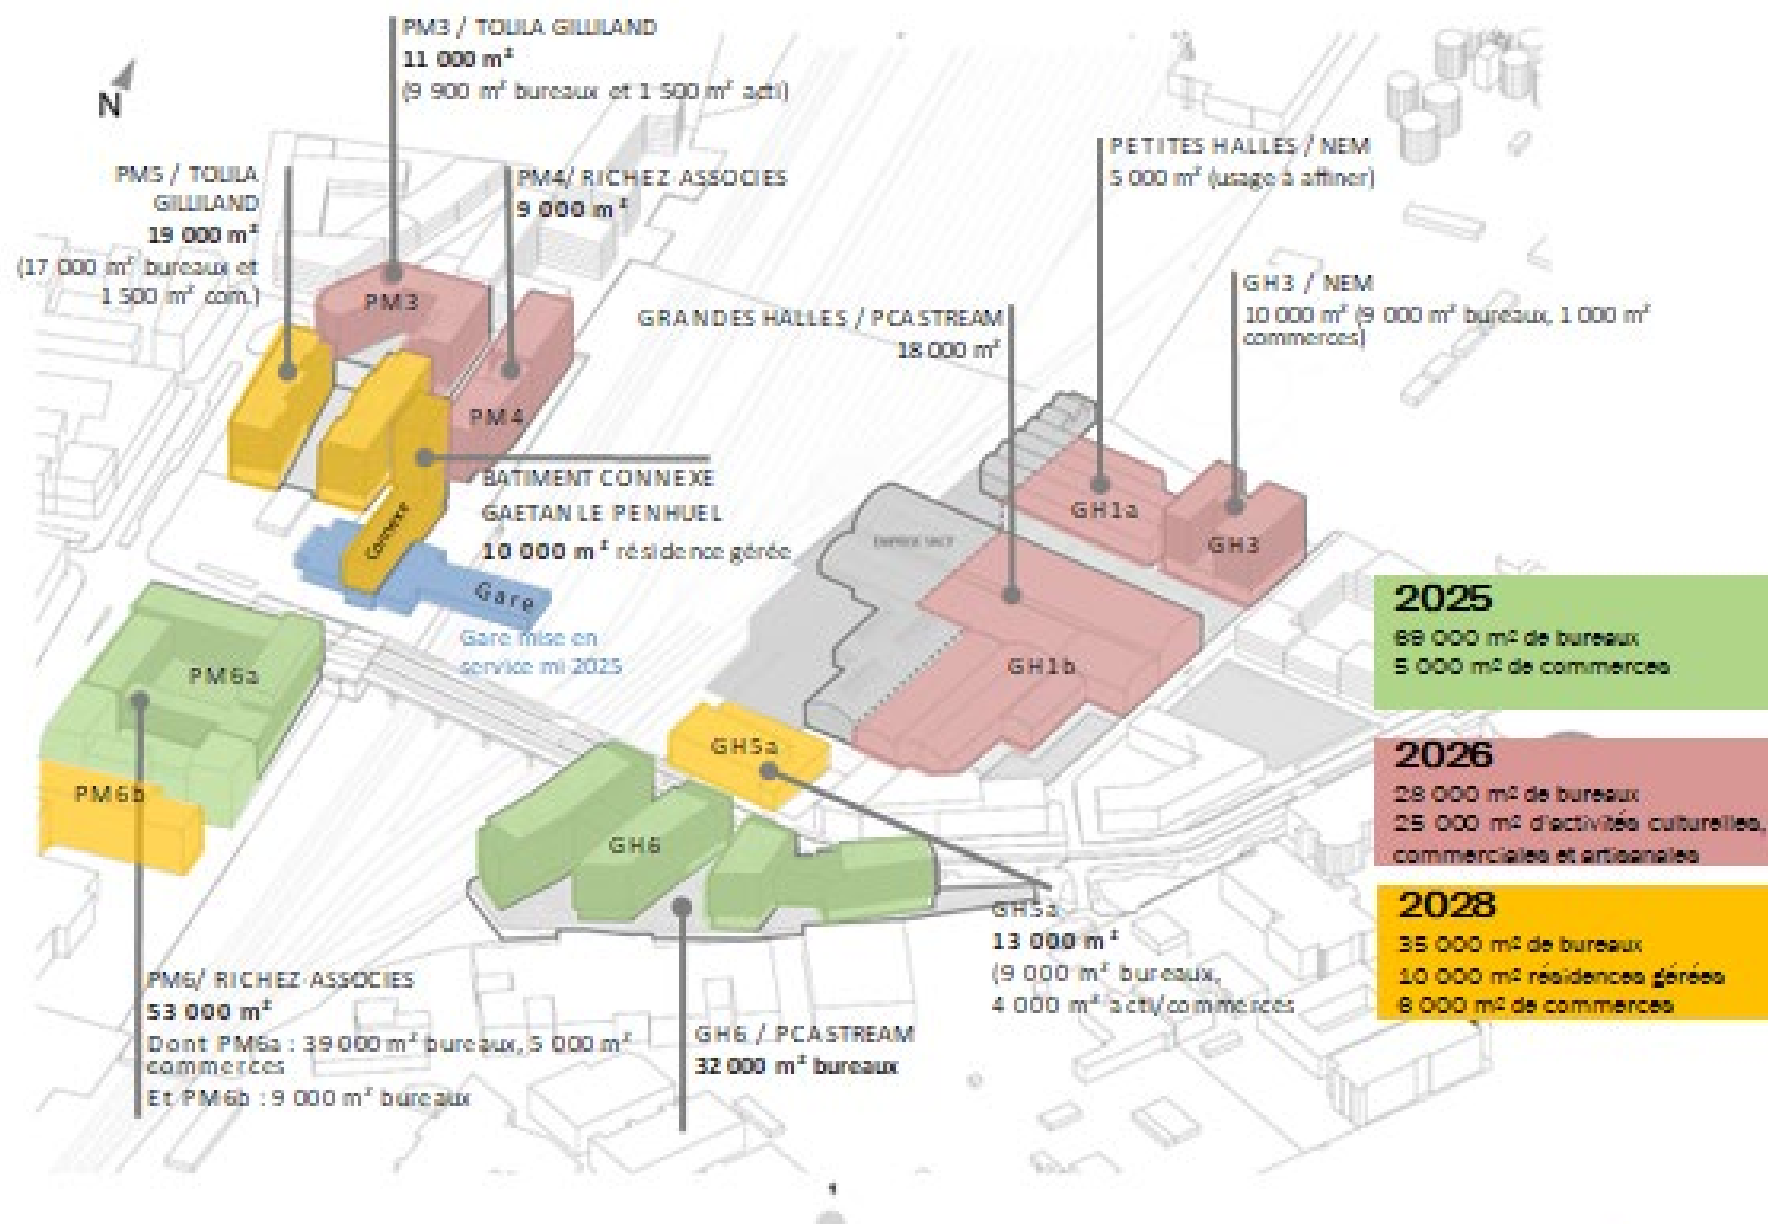 PM3 / TOLILA GILLILAND
11 000 m²
(9 900 m² bureaux et 1 500 m² acti)
N
PM5 / TOLILA
GILLILAND
19 000 m²
(17 000 m² bureaux et
1 500 m² com.)
PM4/ RICHEZ-ASSOCIES
9 000 m²
PETITES HALLES / NEM
5 000 m² (usage à affiner)
GH3 / NEM
10 000 m² (9 000 m² bureaux, 1 000 m²
commerces)
GRANDES HALLES / PCASTREAM
18 000 m²
PM3
PM4
BATIMENT CONNEXE
GAETAN LE PENHUEL
10 000 m² résidence gérée
Connexe
Gare
Gare mise en
service mi 2025
GH1a
GH3
GH1b
PM6a
PM6b
GH5a
GH6
2025
69 000 m² de bureaux
5 000 m² de commerces
2026
28 000 m² de bureaux
25 000 m² d'activités culturelles,
commerciales et artisanales
2028
35 000 m² de bureaux
10 000 m² résidences gérées
6 000 m² de commerces
GH5a
13 000 m²
(9 000 m² bureaux,
4 000 m² acti/commerces
PM6/ RICHEZ-ASSOCIES
53 000 m²
Dont PM6a : 39 000 m² bureaux, 5 000 m²
commerces
Et PM6b : 9 000 m² bureaux
GH6 / PCASTREAM
32 000 m² bureaux
1